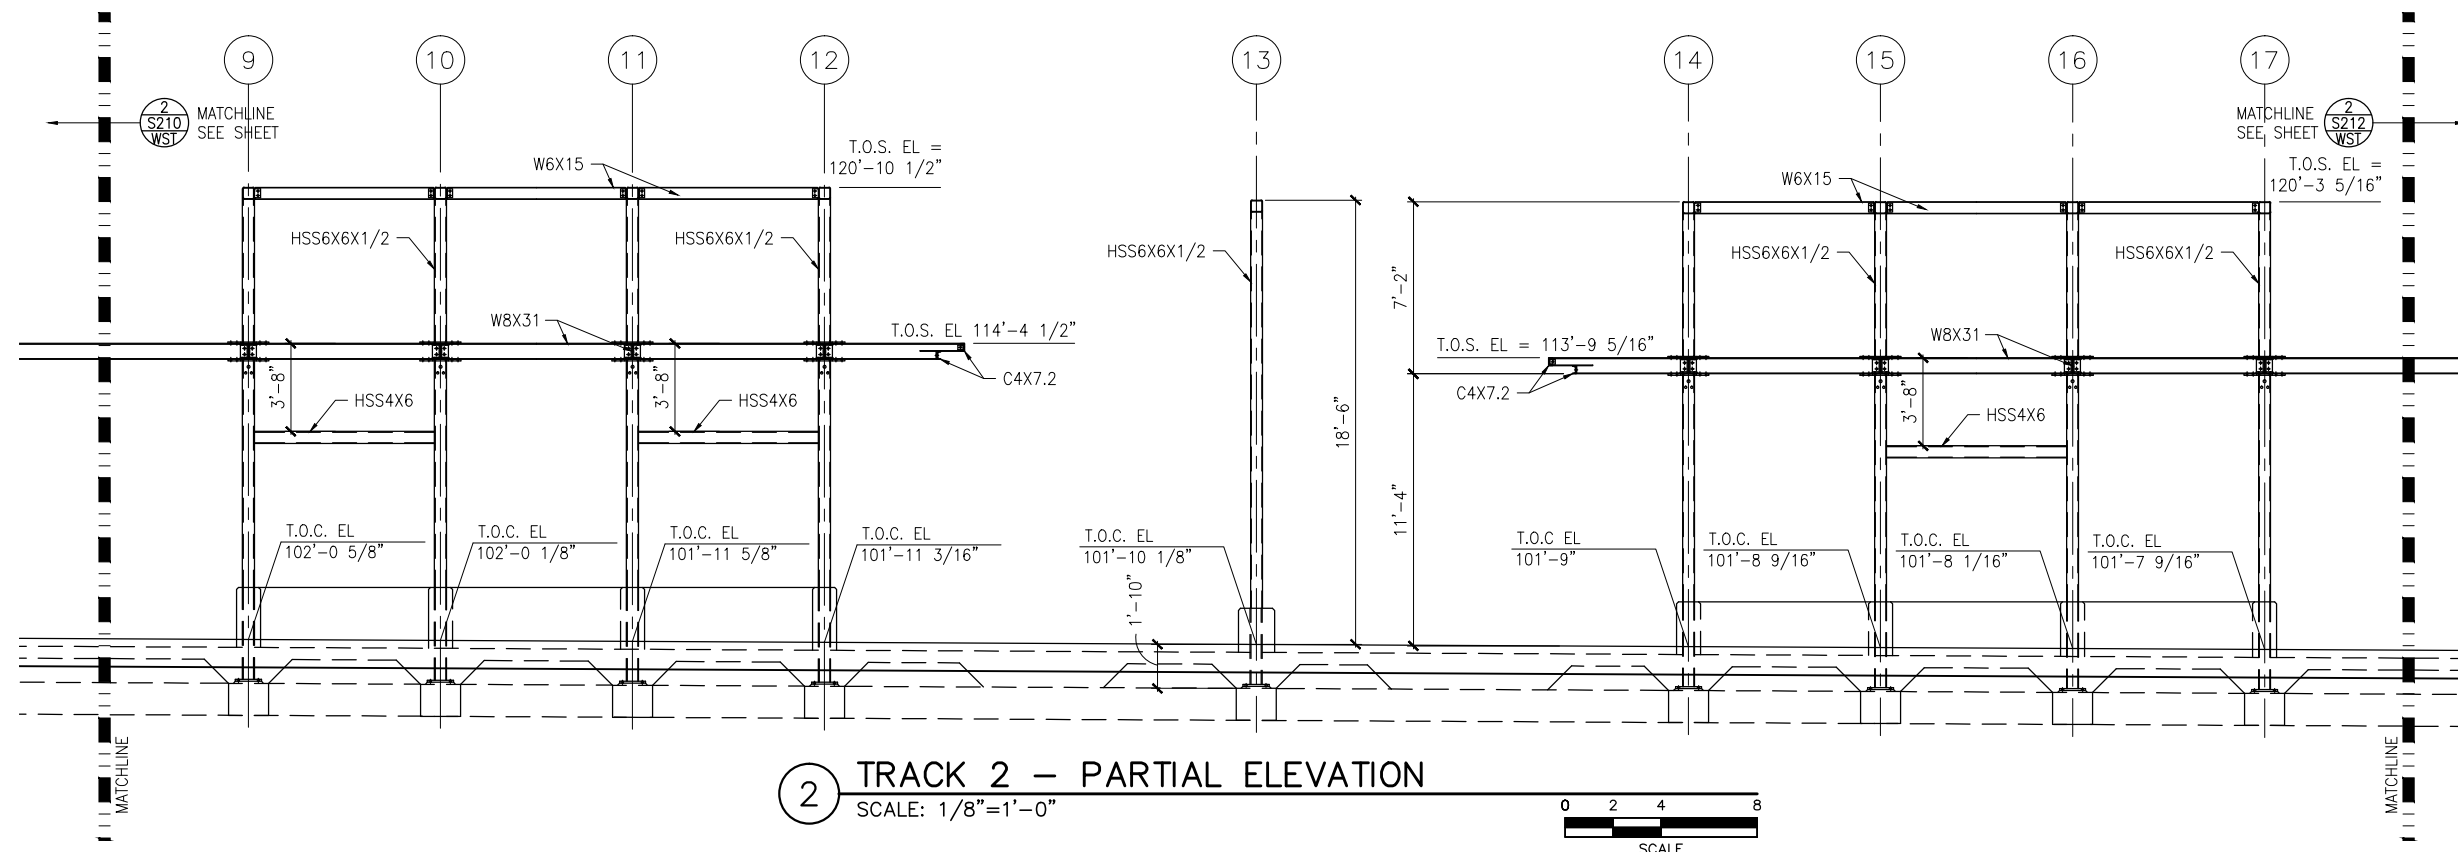 9
10
11
12
13
14
15
16
17
2
S210
WST
MATCHLINE
SEE SHEET
MATCHLINE
SEE SHEET
2
S212
WST
T.O.S. EL =
120'-10 1/2"
W6X15
T.O.S. EL =
120'-3 5/16"
W6X15
HSS6X6X1/2
HSS6X6X1/2
HSS6X6X1/2
HSS6X6X1/2
HSS6X6X1/2
7'-2"
W8X31
T.O.S. EL 114'-4 1/2"
T.O.S. EL = 113'-9 5/16"
W8X31
3'-8"
HSS4X6
3'-8"
HSS4X6
C4X7.2
18'-6"
C4X7.2
3'-8"
HSS4X6
11'-4"
T.O.C. EL
102'-0 5/8"
T.O.C. EL
102'-0 1/8"
T.O.C. EL
101'-11 5/8"
T.O.C. EL
101'-11 3/16"
T.O.C. EL
101'-10 1/8"
T.O.C EL
101'-9"
T.O.C. EL
101'-8 9/16"
T.O.C. EL
101'-8 1/16"
T.O.C. EL
101'-7 9/16"
1'-10"
MATCHLINE
MATCHLINE
2
TRACK 2 – PARTIAL ELEVATION
SCALE: 1/8"=1'-0"
0 2 4 8
SCALE